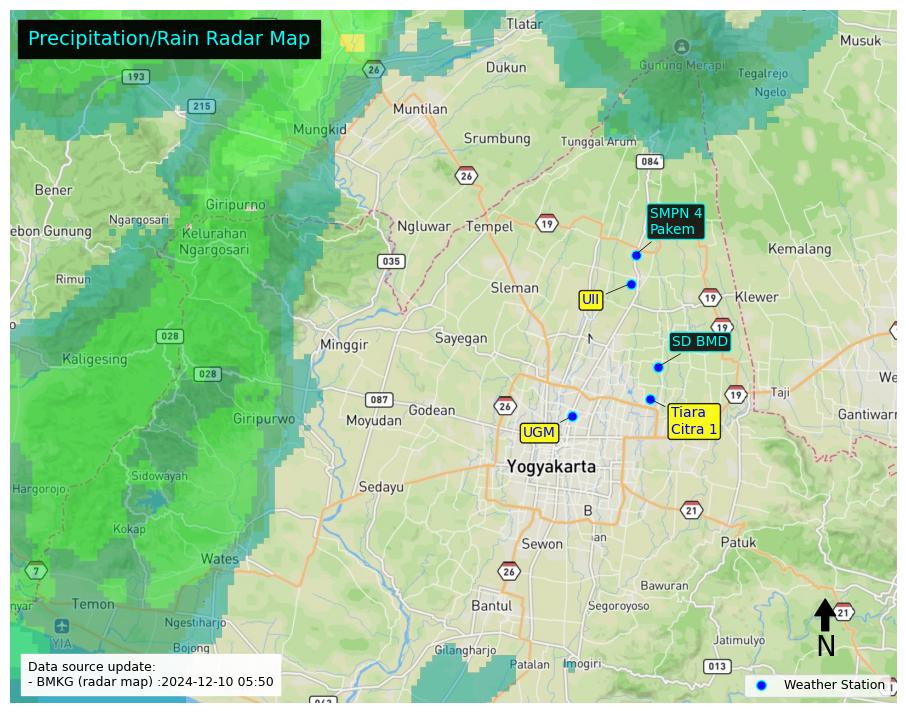 Precipitation/Rain Radar Map
Tlatar
Musuk
26
Dukun
Gunung Merapi
193
Tegalrejo
Ngelo
215
Muntilan
Mungkid
Srumbung
Tunggal Arum
084
26
Bener
Giripurno
SMPN 4
Pakem
Ngargosari
Ngluwar
Tempel
19
ebon Gunung
Kelurahan
Ngargosari
Kemalang
035
Rimun
Sleman
UII
19
Klewer
19
028
Sayegan
Minggir
N
SD BMD
Kaligesing
028
We
087
26
19
Taji
Godean
Gantiwarn
Giripurwo
Moyudan
Tiara
Citra 1
UGM
Yogyakarta
Sidowayah
Hargorojo
Sedayu
B
21
Kokap
Sewon
an
Patuk
Wates
7
26
Bawuran
nyar
Temon
Bantul
Segoroyoso
21
Ngestiharjo
YIA
Jatimulyo
N
Bojong
Gilangharjo
Patalan
Imogiri
013
Data source update:
- BMKG (radar map) :2024-12-10 05:50
Weather Station